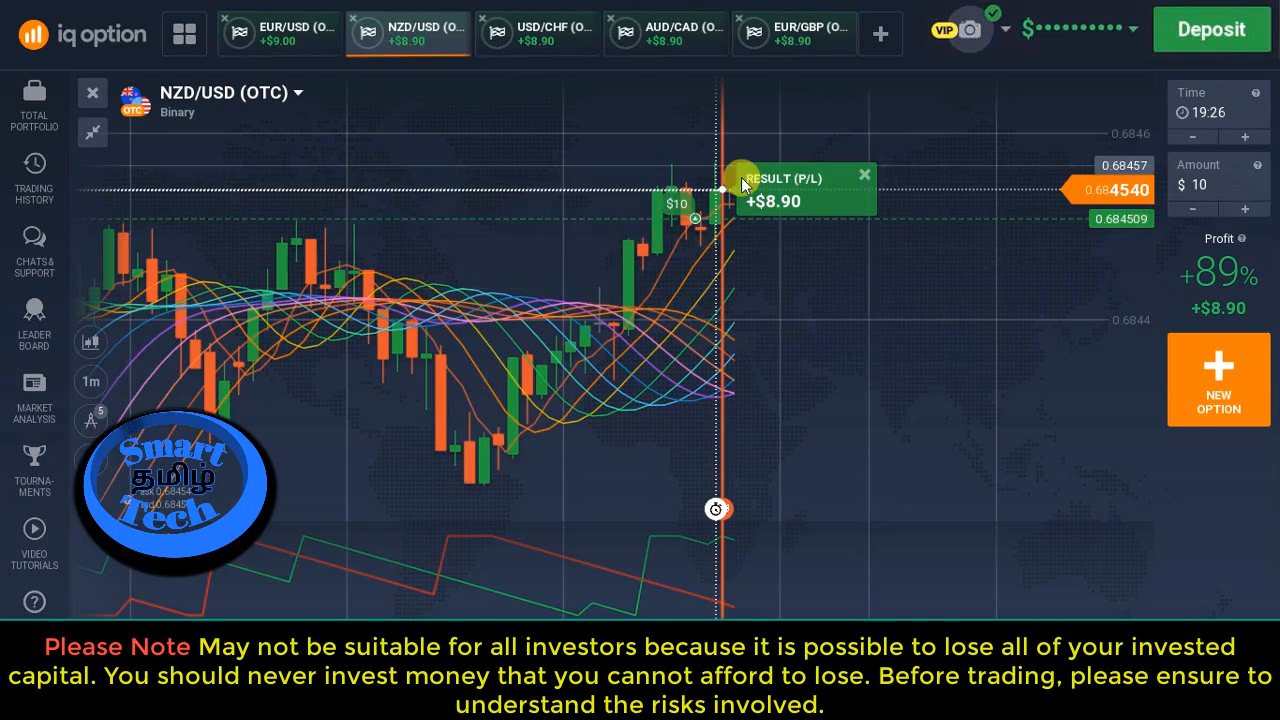 iq option
EUR/USD (O...
+$9.00
NZD/USD (O...
+$8.90
USD/CHF (O...
+$8.90
AUD/CAD (O...
+$8.90
EUR/GBP (O...
+$8.90
VIP
$••••••••••
Deposit
TOTAL
PORTFOLIO
TRADING
HISTORY
CHATS &
SUPPORT
LEADER
BOARD
MARKET
ANALYSIS
TOURNA-
MENTS
VIDEO
TUTORIALS
NZD/USD (OTC)
OTC
Binary
1m
5
$10
RESULT (P/L)
+$8.90
0.6846
0.68457
0.684540
0.684509
0.6844
Time
19:26
Amount
$ 10
Profit
+89%
+$8.90
NEW
OPTION
Smart
தமிழ்
Tech
Please Note May not be suitable for all investors because it is possible to lose all of your invested
capital. You should never invest money that you cannot afford to lose. Before trading, please ensure to
understand the risks involved.